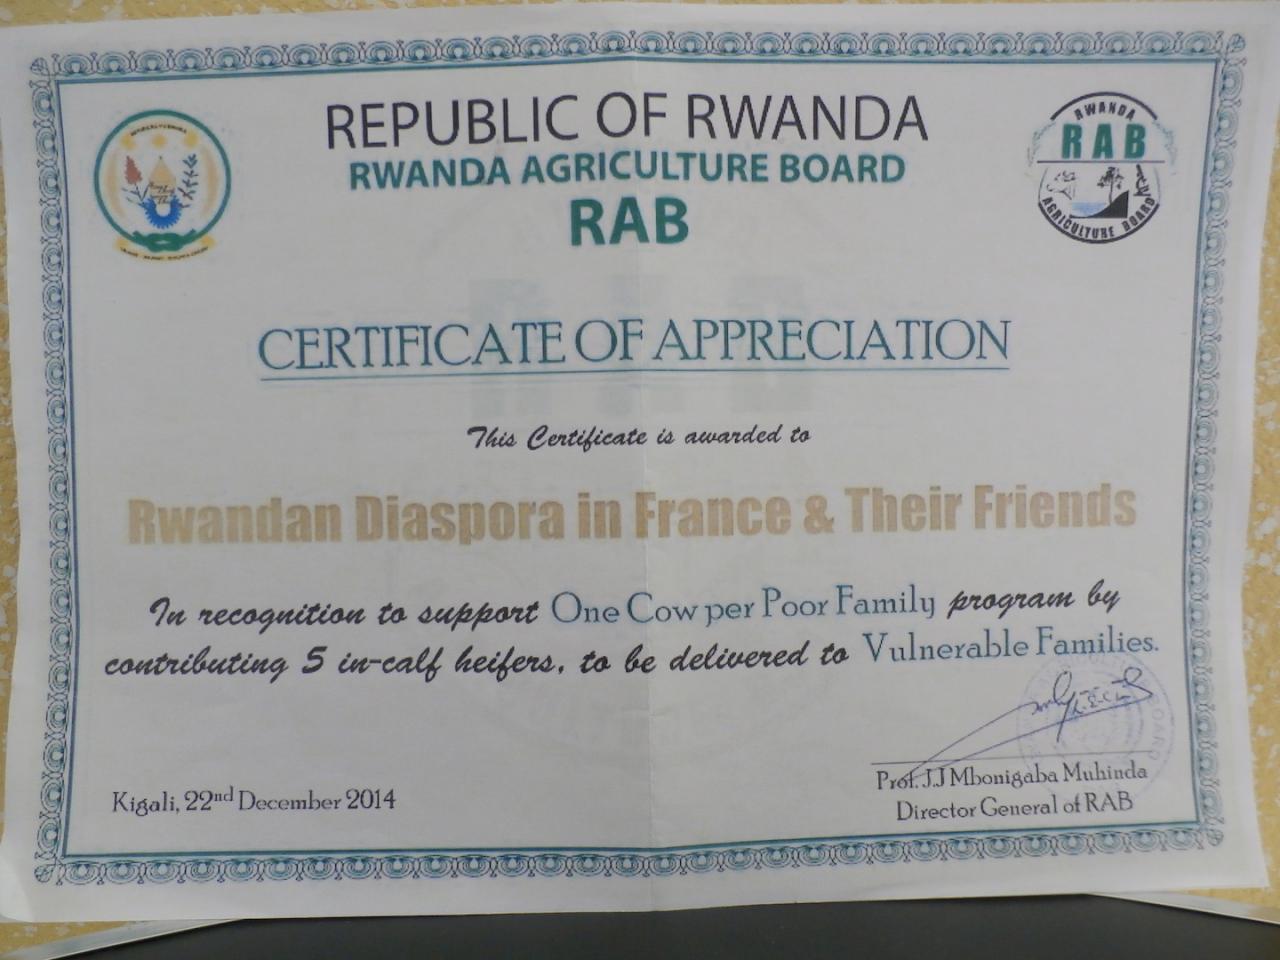 REPUBLIC OF RWANDA
RWANDA AGRICULTURE BOARD
RAB
RWANDA
RAB
AGRICULTURE BOARD
CERTIFICATE OF APPRECIATION
This Certificate is awarded to
Rwandan Diaspora in France & Their Friends
In recognition to support One Cow per Poor Family program by
contributing 5 in-calf heifers, to be delivered to Vulnerable Families.
Kigali, 22nd December 2014
Prof. J.J Mbonigaba Muhinda
Director General of RAB